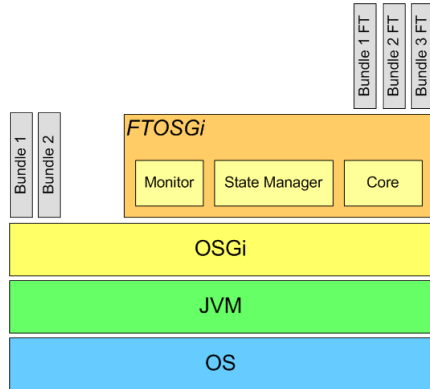 Bundle 1 FT
Bundle 2 FT
Bundle 3 FT
Bundle 1
Bundle 2
FTOSGi
Monitor
State Manager
Core
OSGi
JVM
OS